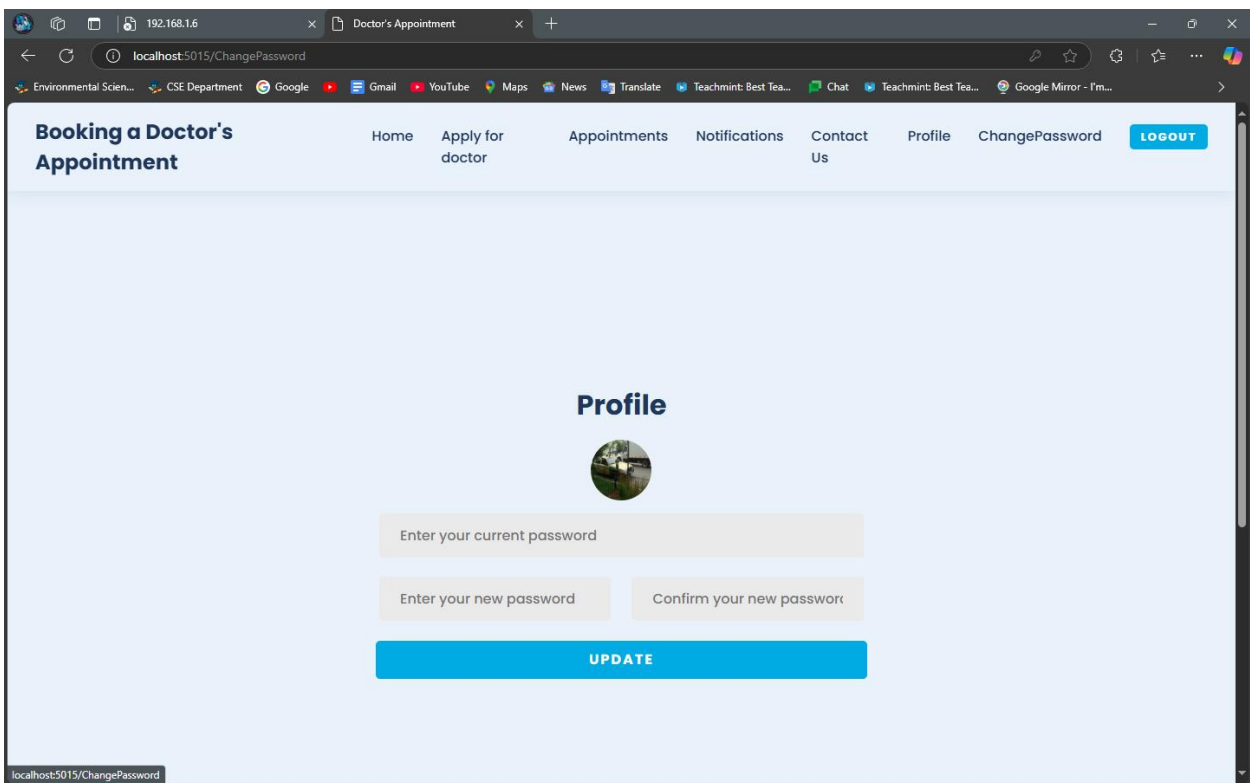 192.168.1.6
Doctor's Appointment
localhost:5015/ChangePassword
Environmental Scien... CSE Department Google Gmail YouTube Maps News Translate Teachmint: Best Tea... Chat Teachmint: Best Tea... Google Mirror - I'm...
Booking a Doctor's
Appointment
Home
Apply for
doctor
Appointments
Notifications
Contact
Us
Profile
ChangePassword
LOGOUT
Profile
Enter your current password
Enter your new password
Confirm your new passwor
UPDATE
localhost:5015/ChangePassword